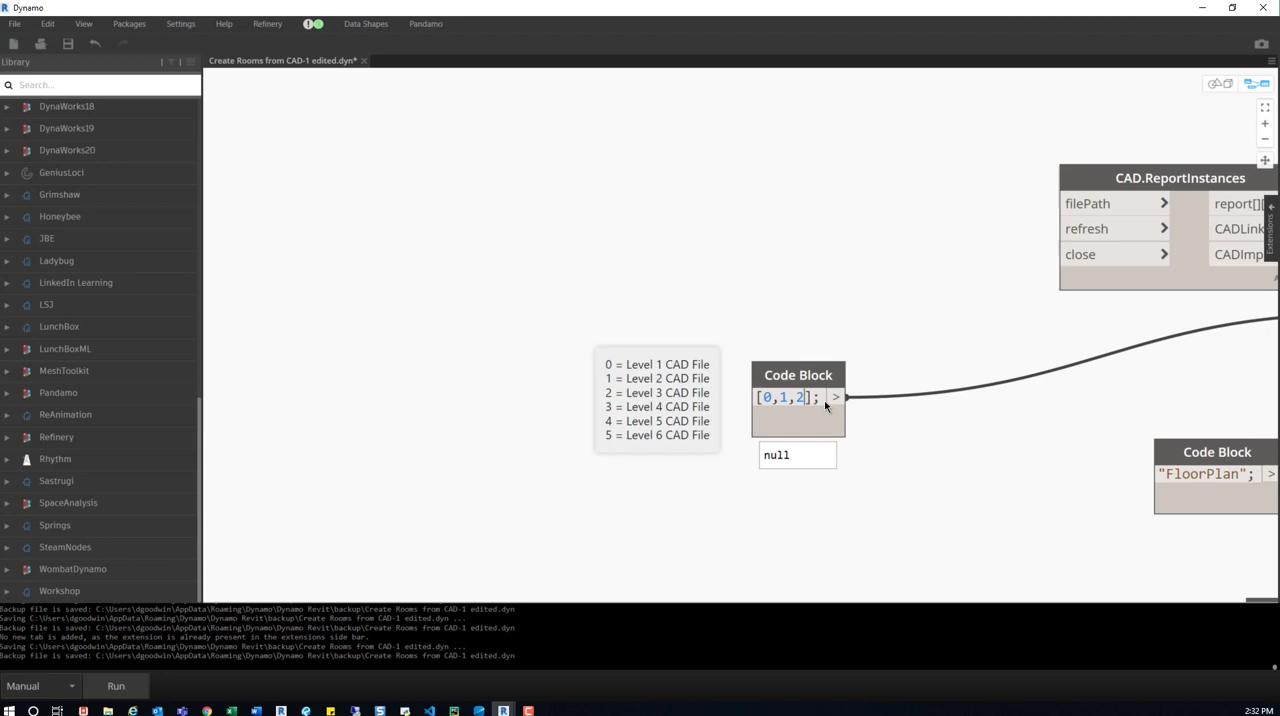 Dynamo
File Edit View Packages Settings Help Refinery Data Shapes Pandamo
Library
Create Rooms from CAD-1 edited.dyn*
Search...
DynaWorks18
DynaWorks19
DynaWorks20
GeniusLoci
Grimshaw
Honeybee
JBE
Ladybug
LinkedIn Learning
LSJ
LunchBox
LunchBoxML
MeshToolkit
Pandamo
ReAnimation
Refinery
Rhythm
Sastrugi
SpaceAnalysis
Springs
SteamNodes
WombatDynamo
Workshop
CAD.ReportInstances
filePath > report[][
refresh > CADLink
close > CADImp
Extensions
0 = Level 1 CAD File
1 = Level 2 CAD File
2 = Level 3 CAD File
3 = Level 4 CAD File
4 = Level 5 CAD File
5 = Level 6 CAD File
Code Block
[0,1,2]; >
null
Code Block
"FloorPlan"; >
Backup file is saved: C:\Users\dgoodwin\AppData\Roaming\Dynamo\Dynamo Revit\backup\Create Rooms from CAD-1 edited.dyn
Saving C:\Users\dgoodwin\AppData\Roaming\Dynamo\Dynamo Revit\backup\Create Rooms from CAD-1 edited.dyn ...
Backup file is saved: C:\Users\dgoodwin\AppData\Roaming\Dynamo\Dynamo Revit\backup\Create Rooms from CAD-1 edited.dyn
No new tab is added, as the extension is already present in the extensions side bar.
Saving C:\Users\dgoodwin\AppData\Roaming\Dynamo\Dynamo Revit\backup\Create Rooms from CAD-1 edited.dyn ...
Backup file is saved: C:\Users\dgoodwin\AppData\Roaming\Dynamo\Dynamo Revit\backup\Create Rooms from CAD-1 edited.dyn
Manual Run
2:32 PM